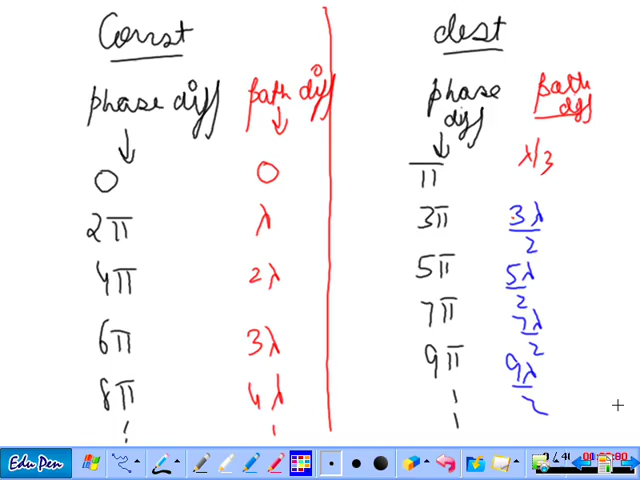 Const dest
phase diff path diff phase diff path diff
0 0 π λ/3
2π λ 3π 3λ/2
4π 2λ 5π 5λ/2
6π 3λ 7π 7λ/2
8π 4λ 9π 9λ/2
Edu Pen